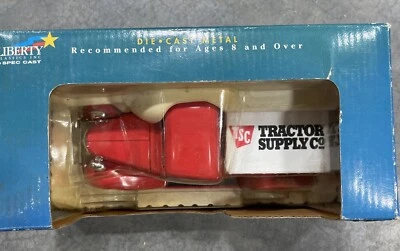 LIBERTY
CLASSICS INC
SPEC CAST
DIE • CAST METAL
Recommended for Ages 8 and Over
TSC
TRACTOR
SUPPLY CO